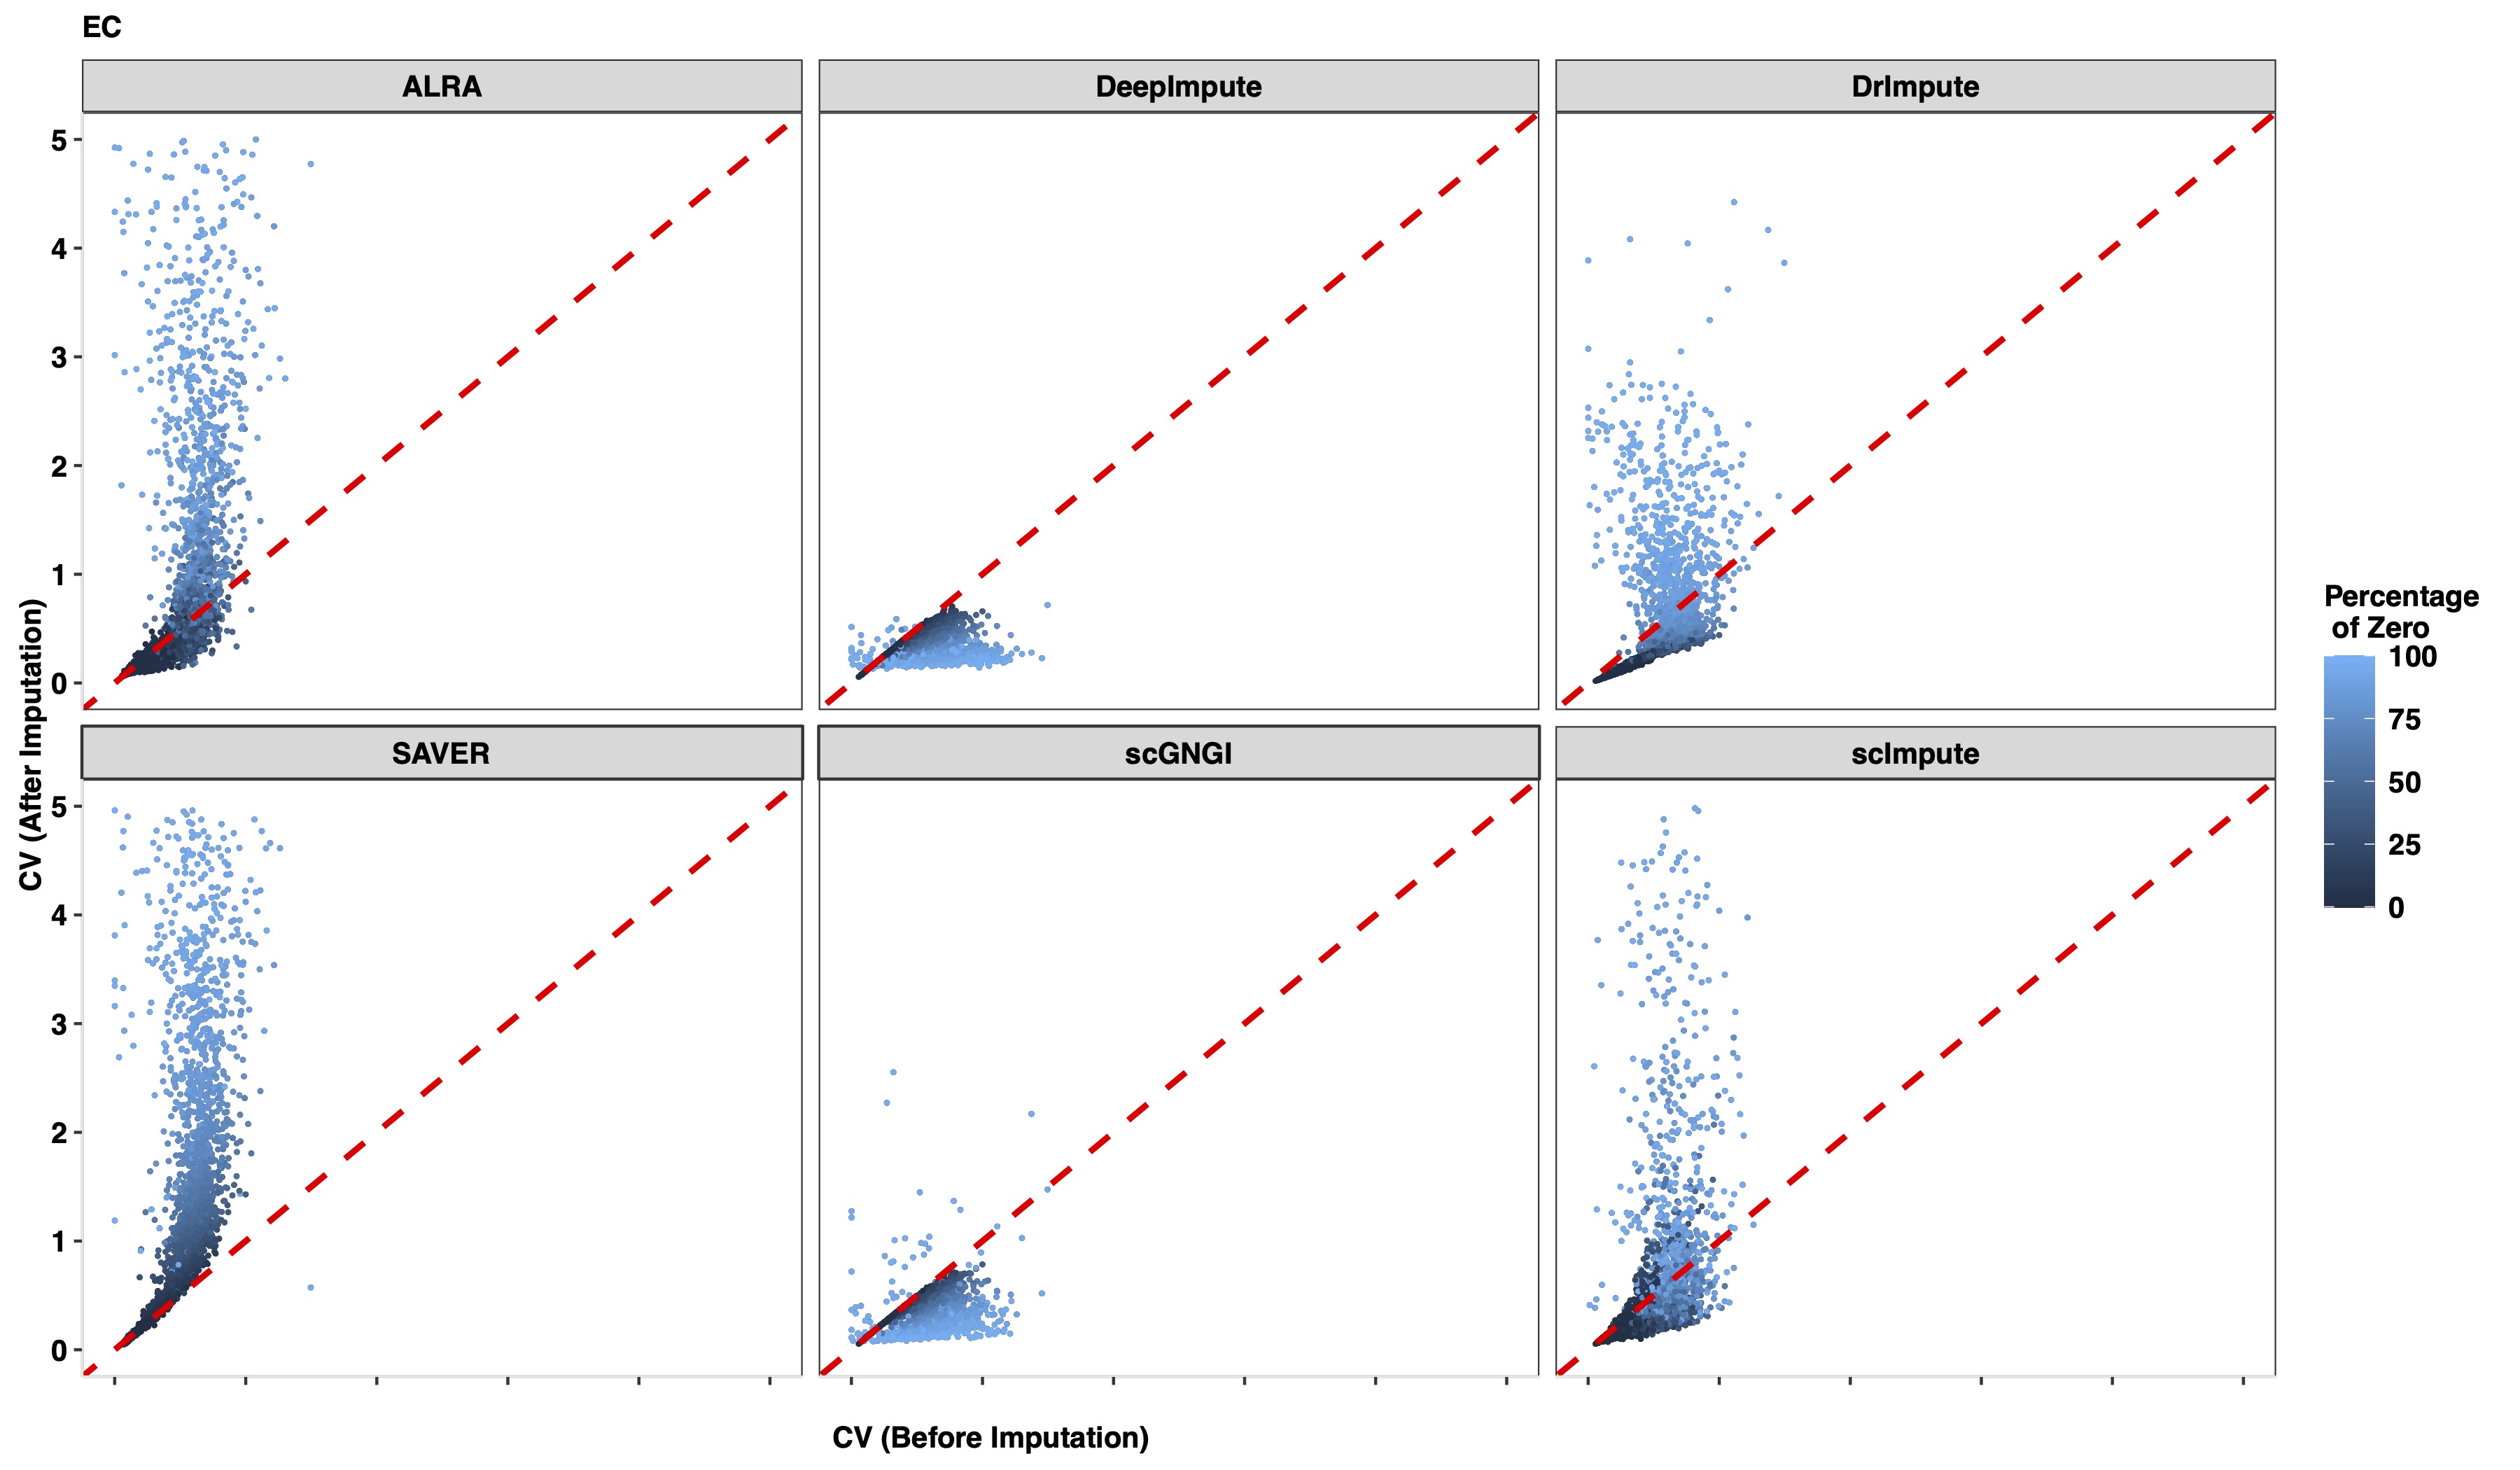 EC
ALRA
DeepImpute
DrImpute
5
4
3
2
1
0
SAVER
scGNGI
scImpute
5
4
3
2
1
0
CV (After Imputation)
CV (Before Imputation)
Percentage
of Zero
100
75
50
25
0